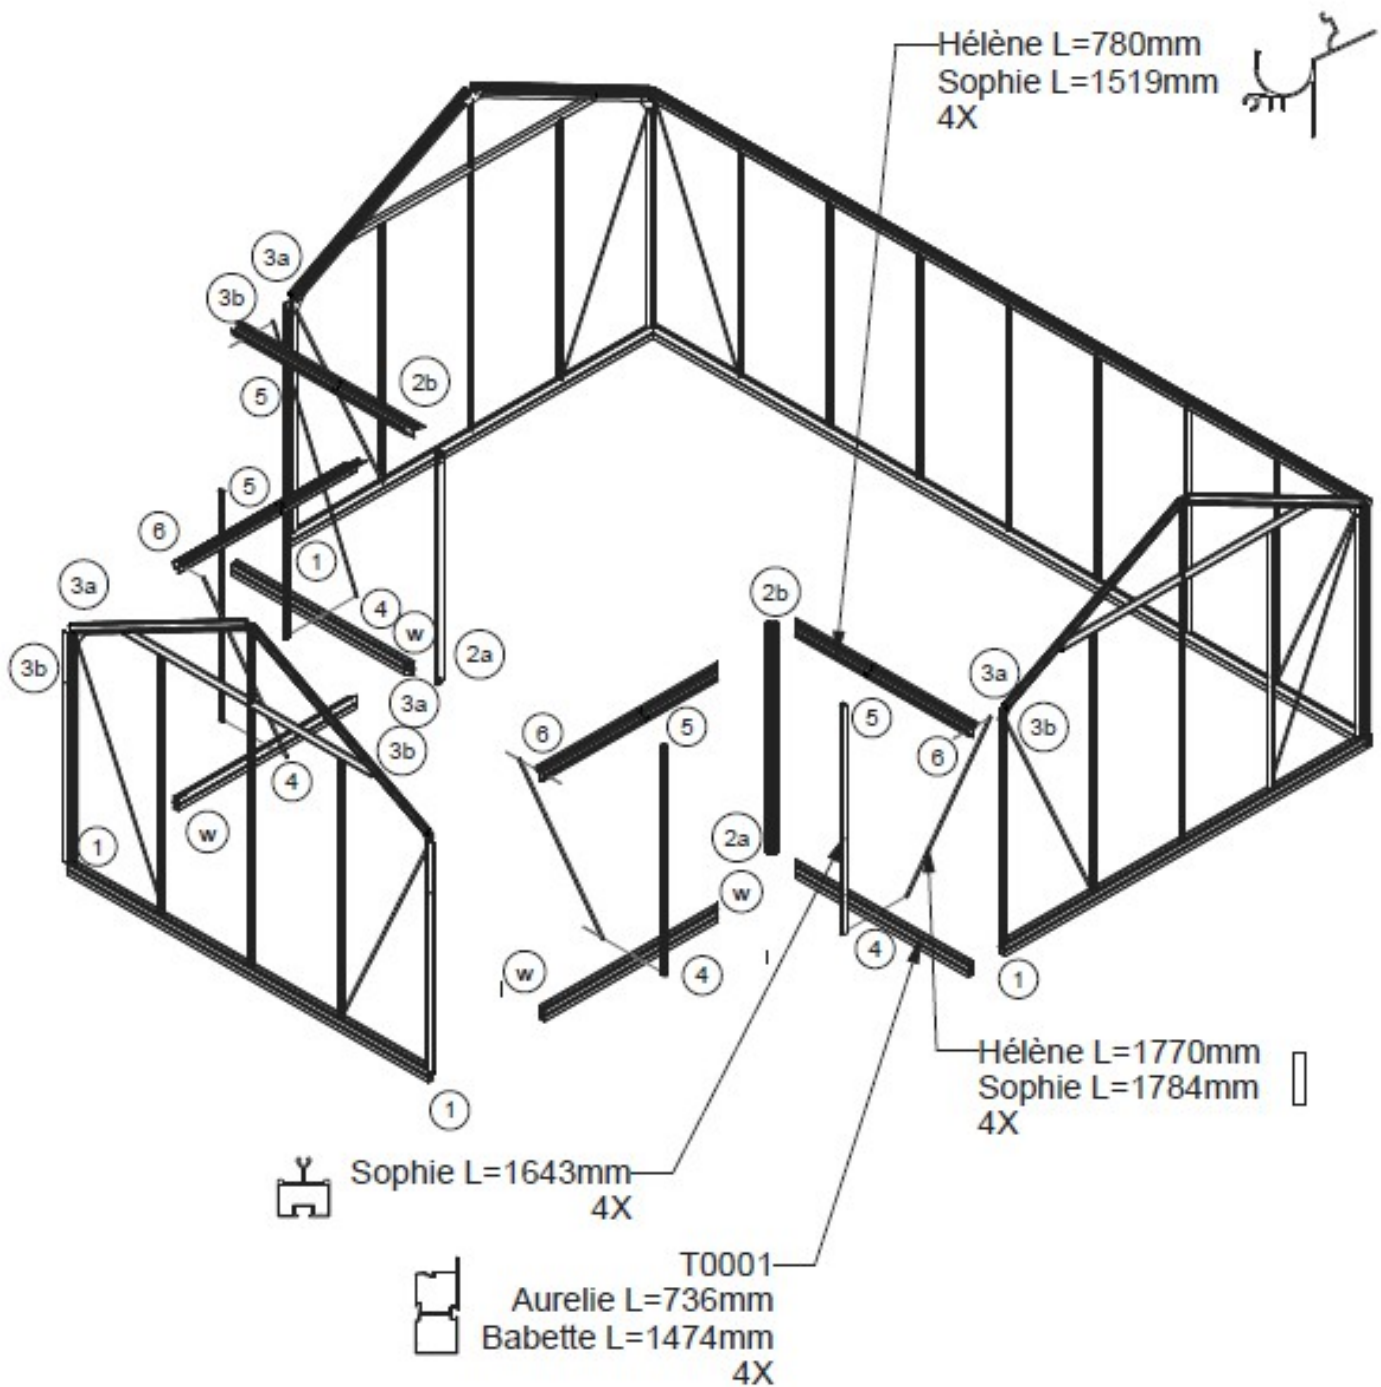 Hélène L=780mm
Sophie L=1519mm
4X
3a
3b
2b
5
5
6
1
3a
4
w
2a
3b
3a
3b
4
w
1
1
2b
6
5
5
3a
3b
6
2a
w
w
4
4
1
Hélène L=1770mm
Sophie L=1784mm
4X
Sophie L=1643mm
4X
T0001
Aurelie L=736mm
Babette L=1474mm
4X